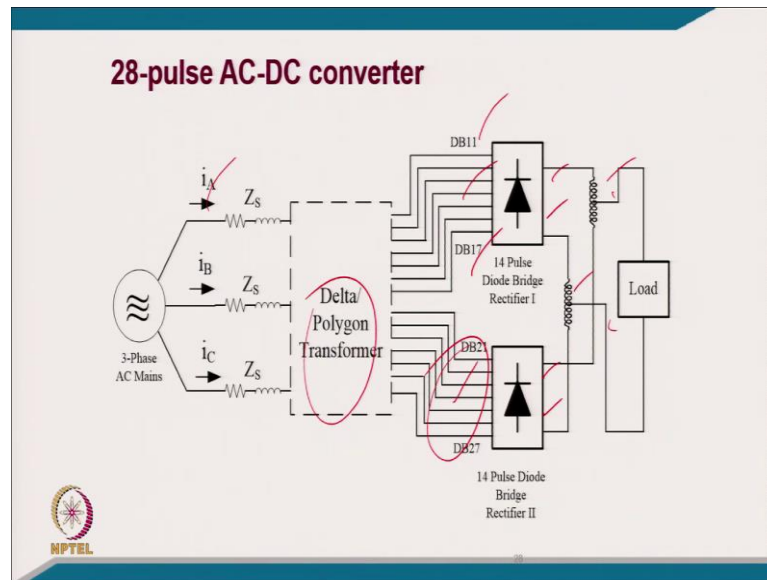 28-pulse AC-DC converter
DB11
i_A
Z_S
DB17
14 Pulse
Diode Bridge
Rectifier I
i_B
Z_S
Delta/
Polygon
Transformer
Load
3-Phase
AC Mains
i_C
Z_S
DB21
DB27
14 Pulse Diode
Bridge
Rectifier II
NPTEL
28